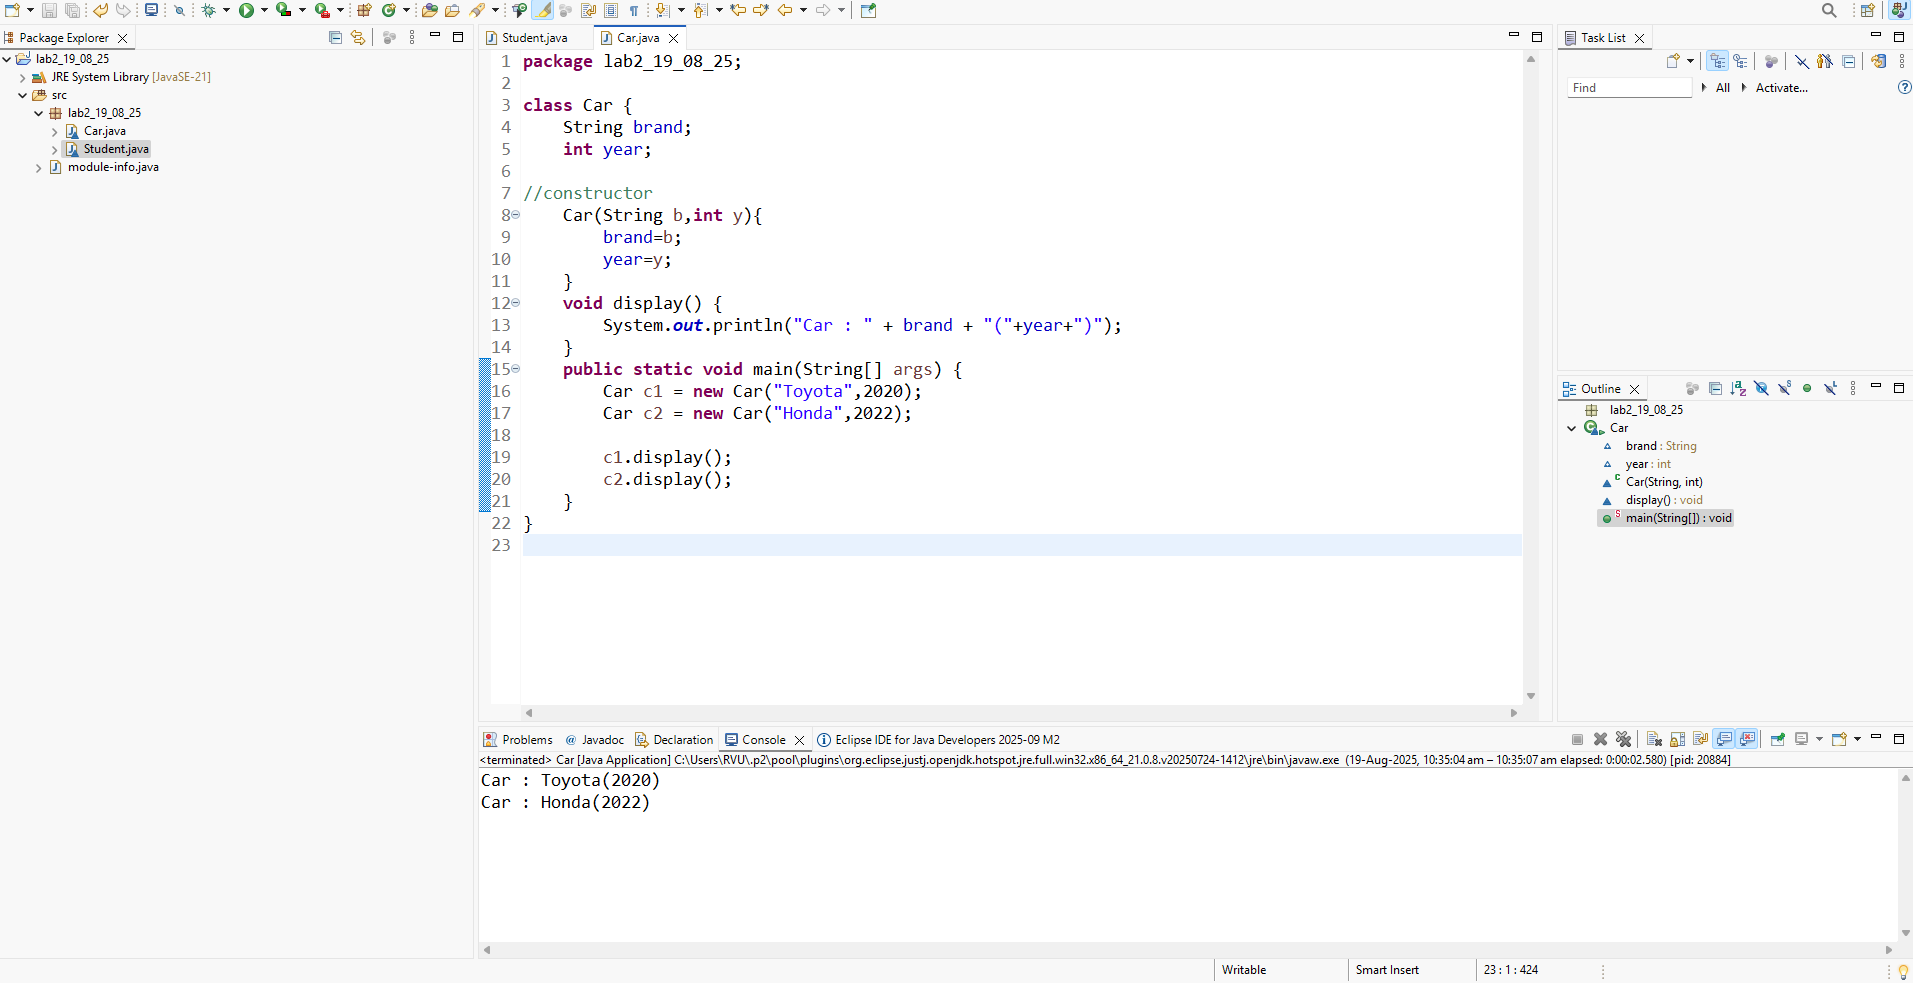 Package Explorer
lab2_19_08_25
JRE System Library [JavaSE-21]
src
lab2_19_08_25
Car.java
Student.java
module-info.java
Student.java
Car.java
1 package lab2_19_08_25;
2
3 class Car {
4     String brand;
5     int year;
6
7 //constructor
8     Car(String b,int y){
9         brand=b;
10         year=y;
11     }
12     void display() {
13         System.out.println("Car : " + brand + "("+year+")");
14     }
15     public static void main(String[] args) {
16         Car c1 = new Car("Toyota",2020);
17         Car c2 = new Car("Honda",2022);
18
19         c1.display();
20         c2.display();
21     }
22 }
23
Task List
Find
All
Activate...
Outline
lab2_19_08_25
Car
brand : String
year : int
Car(String, int)
display() : void
main(String[]) : void
Problems
@ Javadoc
Declaration
Console
Eclipse IDE for Java Developers 2025-09 M2
<terminated> Car [Java Application] C:\Users\RVU\.p2\pool\plugins\org.eclipse.justj.openjdk.hotspot.jre.full.win32.x86_64_21.0.8.v20250724-1412\jre\bin\javaw.exe (19-Aug-2025, 10:35:04 am – 10:35:07 am elapsed: 0:00:02.580) [pid: 20884]
Car : Toyota(2020)
Car : Honda(2022)
Writable
Smart Insert
23 : 1 : 424